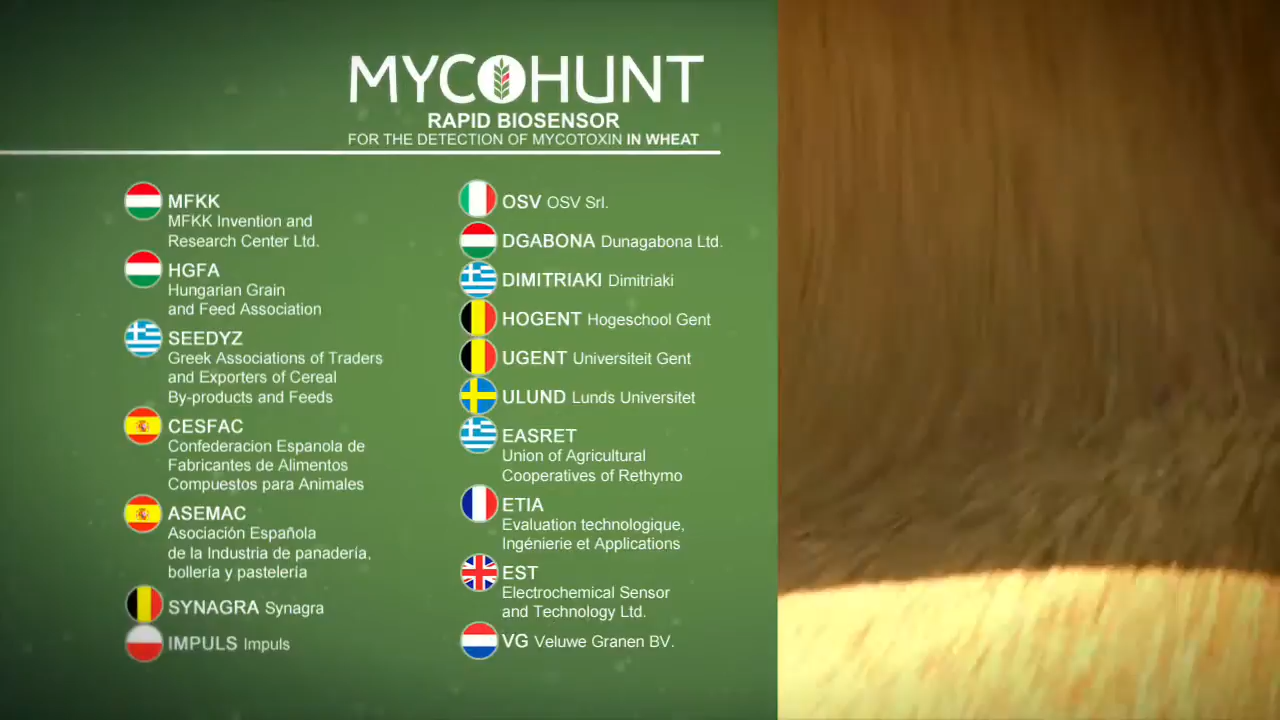 MYCOHUNT
RAPID BIOSENSOR
FOR THE DETECTION OF MYCOTOXIN IN WHEAT
MFKK
MFKK Invention and
Research Center Ltd.
HGFA
Hungarian Grain
and Feed Association
SEEDYZ
Greek Associations of Traders
and Exporters of Cereal
By-products and Feeds
CESFAC
Confederacion Espanola de
Fabricantes de Alimentos
Compuestos para Animales
ASEMAC
Asociación Española
de la Industria de panadería,
bollería y pastelería
SYNAGRA Synagra
IMPULS Impuls
OSV OSV Srl.
DGABONA Dunagabona Ltd.
DIMITRIAKI Dimitriaki
HOGENT Hogeschool Gent
UGENT Universiteit Gent
ULUND Lunds Universitet
EASRET
Union of Agricultural
Cooperatives of Rethymo
ETIA
Evaluation technologique,
Ingénierie et Applications
EST
Electrochemical Sensor
and Technology Ltd.
VG Veluwe Granen BV.